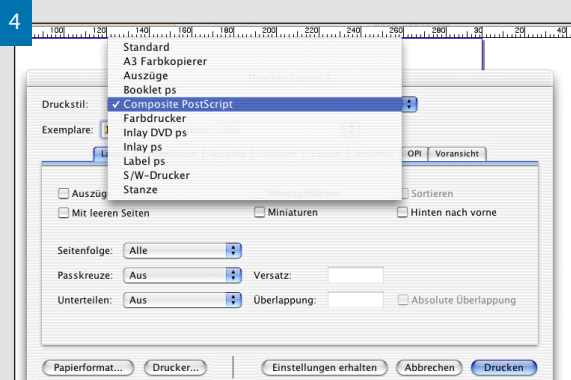 4
100 120 140 160 180 200 220 240 260 280 30 20 40
Standard
A3 Farbkopierer
Auszüge
Booklet ps
Druckstil: ✓ Composite PostScript
Farbdrucker
Exemplare: Alle
Inlay DVD ps
Inlay ps
OPI Voransicht
Label ps
S/W-Drucker
Stanze
Sortieren
Mit leeren Seiten Miniaturen Hinten nach vorne
Seitenfolge: Alle
Passkreuze: Aus Versatz:
Unterteilen: Aus Überlappung: Absolute Überlappung
Papierformat... Drucker... Einstellungen erhalten Abbrechen Drucken